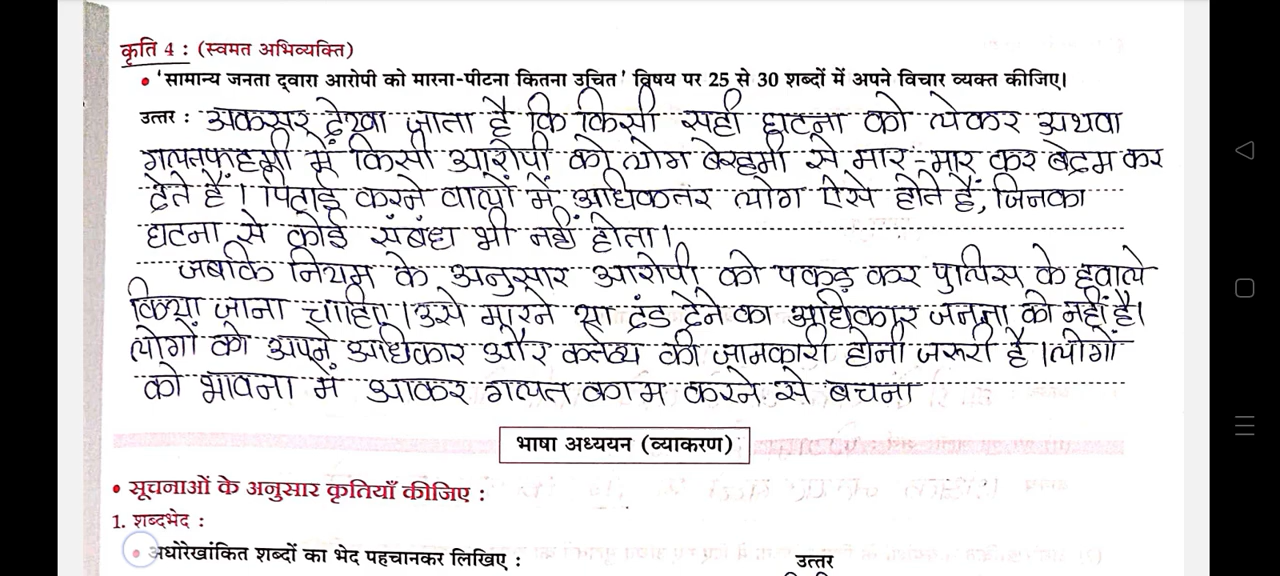 कृति 4 : (स्वमत अभिव्यक्ति)
• 'सामान्य जनता द्वारा आरोपी को मारना-पीटना कितना उचित' विषय पर 25 से 30 शब्दों में अपने विचार व्यक्त कीजिए।
उत्तर : अकसर देखा जाता है कि किसी सही घटना को लेकर अथवा
गलतफहमी में किसी आरोपी को लोग बेरहमी से मार-मार कर बेदम कर
देते हैं। पिटाई करने वालों में अधिकतर लोग ऐसे होते हैं, जिनका
घटना से कोई संबंध भी नहीं होता।
जबकि नियम के अनुसार आरोपी को पकड़ कर पुलिस के हवाले
किया जाना चाहिए। उसे मारने या दंड देने का अधिकार जनता को नहीं है।
लोगों को अपने अधिकार और कर्तव्य की जानकारी होनी जरूरी है। लोगों
को भावना में आकर गलत काम करने से बचना
भाषा अध्ययन (व्याकरण)
• सूचनाओं के अनुसार कृतियाँ कीजिए :
1. शब्दभेद :
• अधोरेखांकित शब्दों का भेद पहचानकर लिखिए : उत्तर